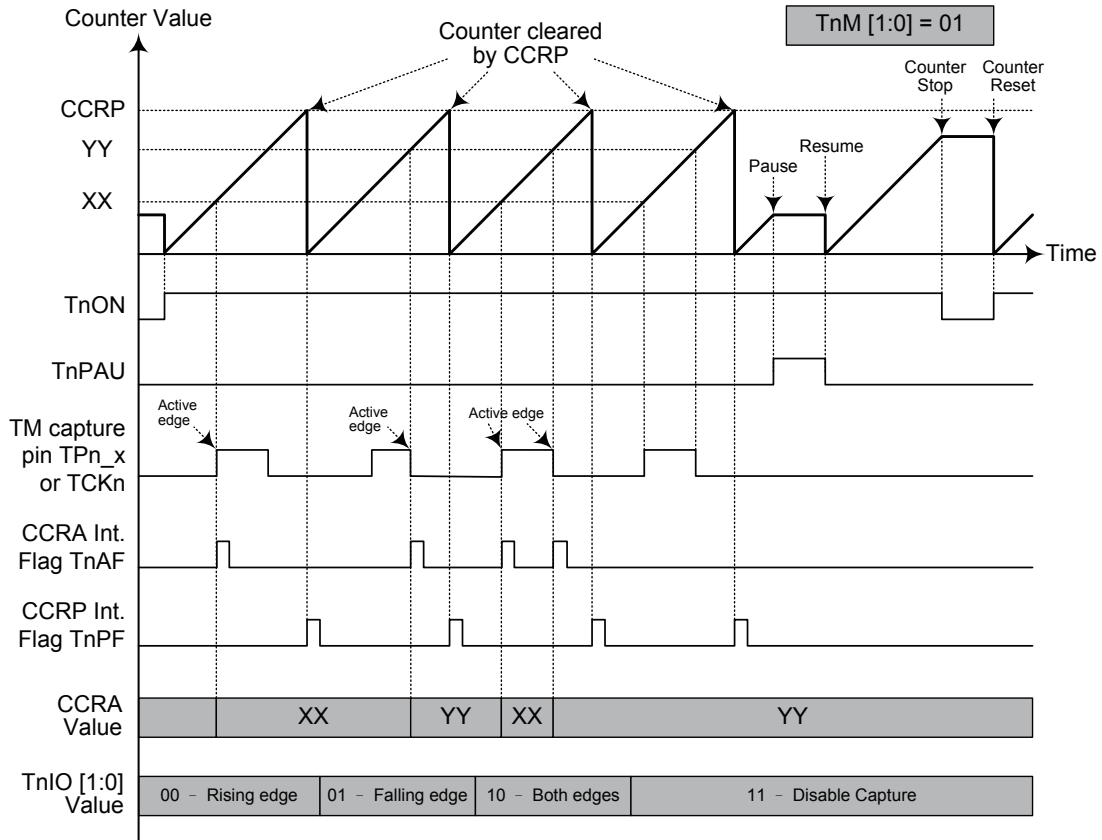 Counter Value
TnM [1:0] = 01
Counter cleared
by CCRP
Counter
Stop
Counter
Reset
CCRP
YY
XX
Pause
Resume
Time
TnON
TnPAU
Active
edge
Active
edge
Active edge
TM capture
pin TPn_x
or TCKn
CCRA Int.
Flag TnAF
CCRP Int.
Flag TnPF
CCRA
Value
XX
YY
XX
YY
TnIO [1:0]
Value
00 – Rising edge
01 – Falling edge
10 – Both edges
11 – Disable Capture